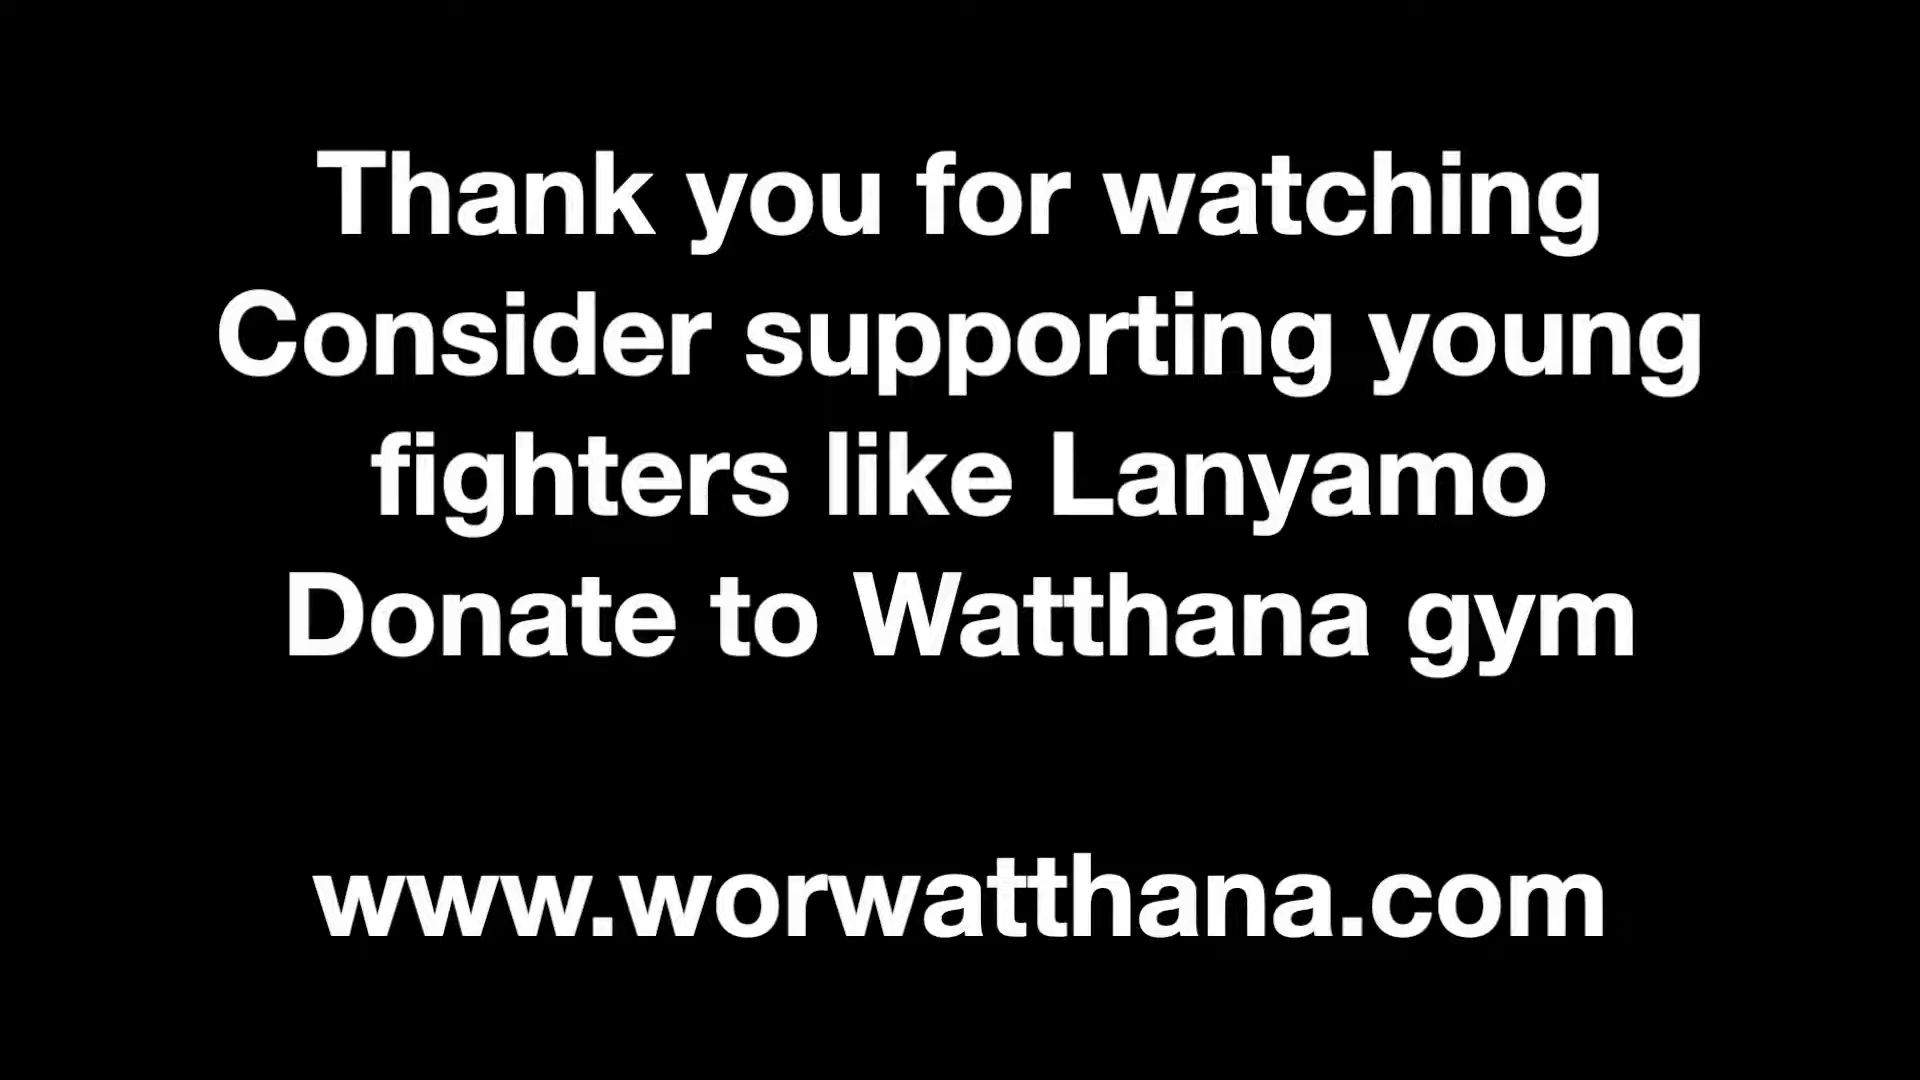 Thank you for watching
Consider supporting young
fighters like Lanyamo
Donate to Watthana gym
www.worwatthana.com